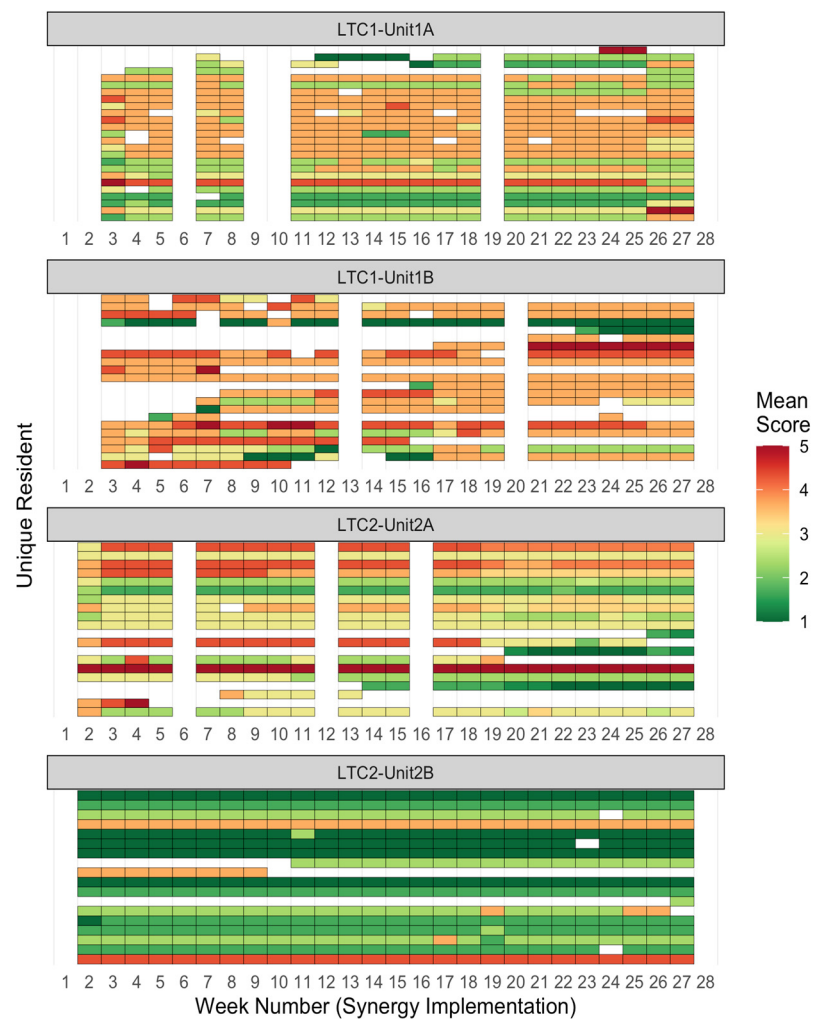 LTC1-Unit1A
1 2 3 4 5 6 7 8 9 10 11 12 13 14 15 16 17 18 19 20 21 22 23 24 25 26 27 28
LTC1-Unit1B
1 2 3 4 5 6 7 8 9 10 11 12 13 14 15 16 17 18 19 20 21 22 23 24 25 26 27 28
LTC2-Unit2A
1 2 3 4 5 6 7 8 9 10 11 12 13 14 15 16 17 18 19 20 21 22 23 24 25 26 27 28
LTC2-Unit2B
1 2 3 4 5 6 7 8 9 10 11 12 13 14 15 16 17 18 19 20 21 22 23 24 25 26 27 28
Week Number (Synergy Implementation)
Unique Resident
Mean
Score
5
4
3
2
1